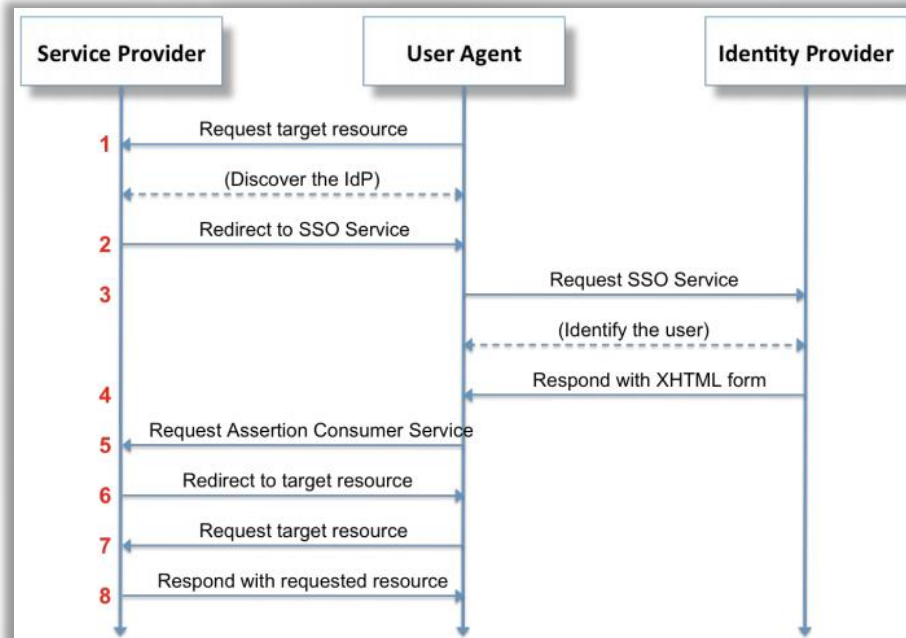 Service Provider
User Agent
Identity Provider
1
Request target resource
(Discover the IdP)
2
Redirect to SSO Service
3
Request SSO Service
(Identify the user)
4
Respond with XHTML form
5
Request Assertion Consumer Service
6
Redirect to target resource
7
Request target resource
8
Respond with requested resource